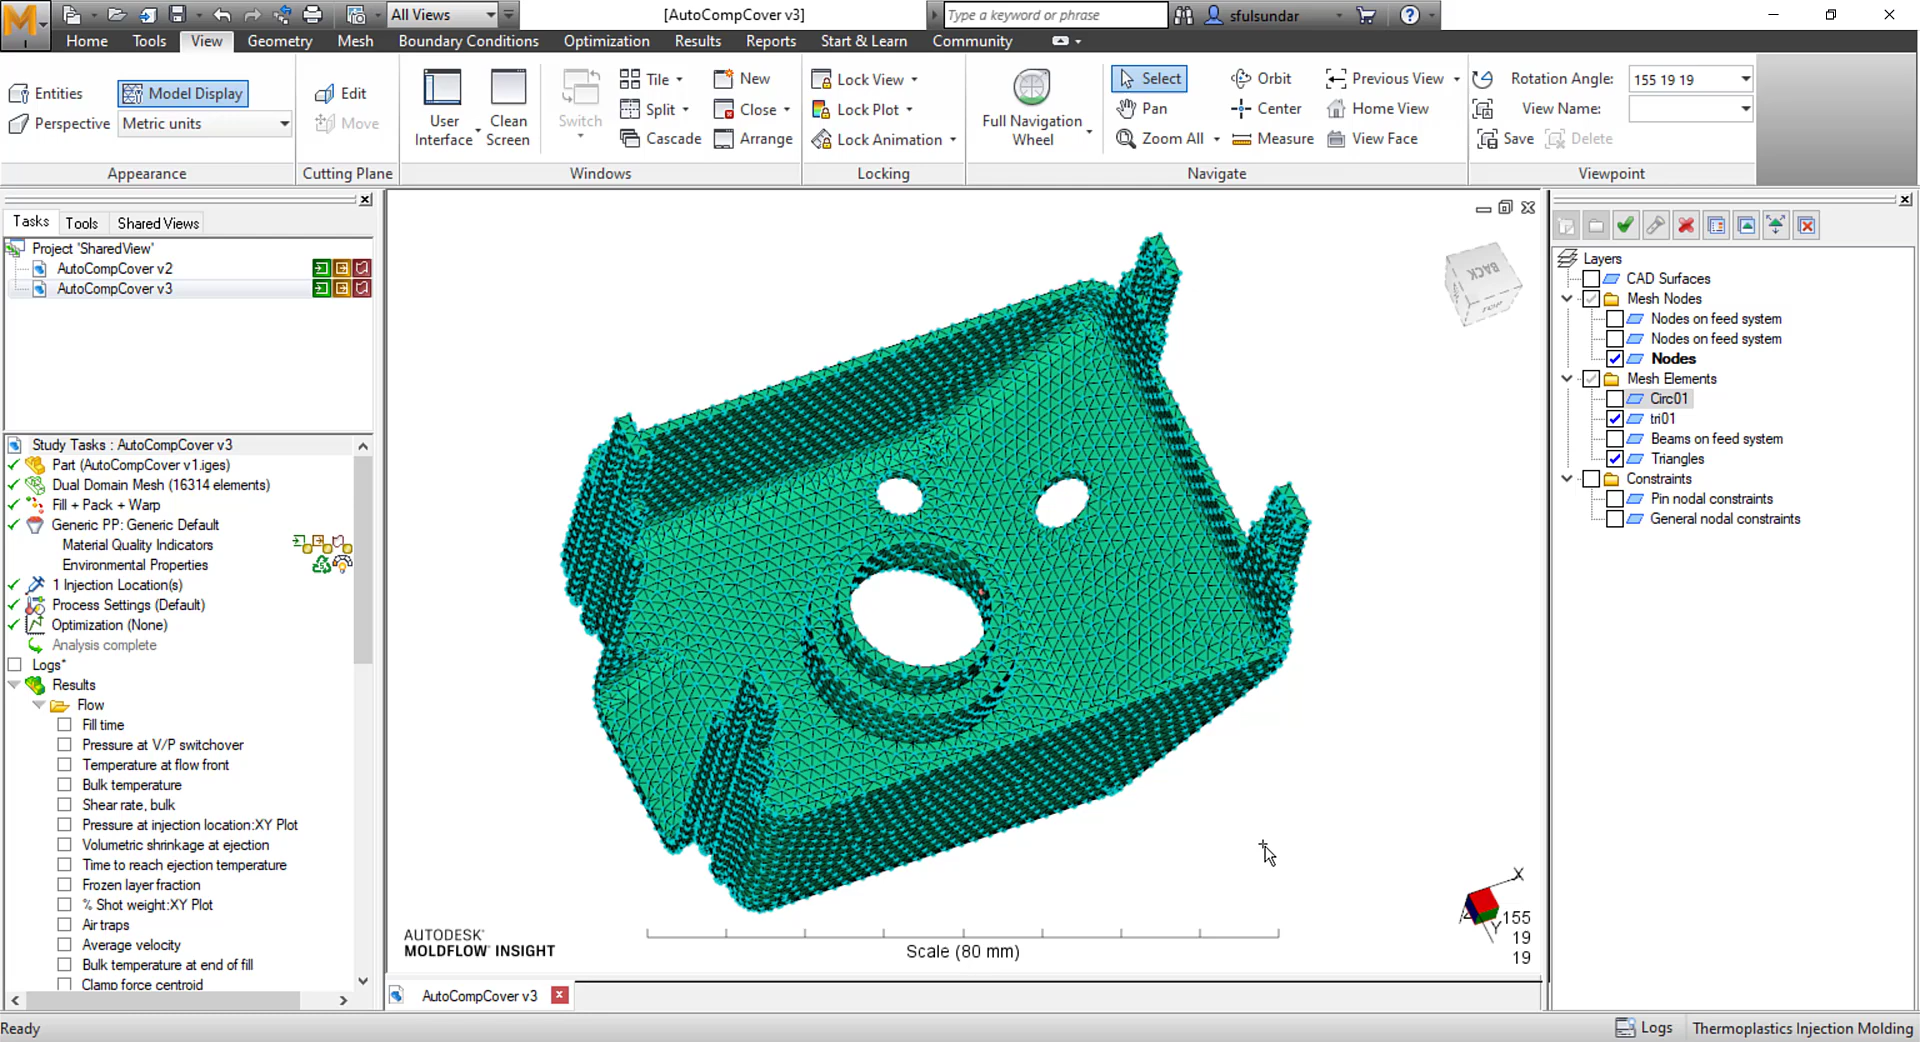 All Views
[AutoCompCover v3]
Type a keyword or phrase
sfulsundar
Home
Tools
View
Geometry
Mesh
Boundary Conditions
Optimization
Results
Reports
Start & Learn
Community
Entities
Model Display
Perspective
Metric units
Appearance
Edit
Move
Cutting Plane
User
Interface
Clean
Screen
Switch
Tile
Split
Cascade
New
Close
Arrange
Windows
Lock View
Lock Plot
Lock Animation
Locking
Full Navigation
Wheel
Select
Pan
Zoom All
Orbit
Center
Measure
Previous View
Home View
View Face
Navigate
Rotation Angle: 155 19 19
View Name:
Save
Delete
Viewpoint
Tasks
Tools
Shared Views
Project 'SharedView'
AutoCompCover v2
AutoCompCover v3
Study Tasks : AutoCompCover v3
Part (AutoCompCover v1.iges)
Dual Domain Mesh (16314 elements)
Fill + Pack + Warp
Generic PP: Generic Default
Material Quality Indicators
Environmental Properties
1 Injection Location(s)
Process Settings (Default)
Optimization (None)
Analysis complete
Logs*
Results
Flow
Fill time
Pressure at V/P switchover
Temperature at flow front
Bulk temperature
Shear rate, bulk
Pressure at injection location:XY Plot
Volumetric shrinkage at ejection
Time to reach ejection temperature
Frozen layer fraction
% Shot weight:XY Plot
Air traps
Average velocity
Bulk temperature at end of fill
Clamp force centroid
BACK
AUTODESK®
MOLDFLOW® INSIGHT
Scale (80 mm)
X
Y
Z
155
19
19
AutoCompCover v3
Layers
CAD Surfaces
Mesh Nodes
Nodes on feed system
Nodes on feed system
Nodes
Mesh Elements
Circ01
tri01
Beams on feed system
Triangles
Constraints
Pin nodal constraints
General nodal constraints
Ready
Logs
Thermoplastics Injection Molding